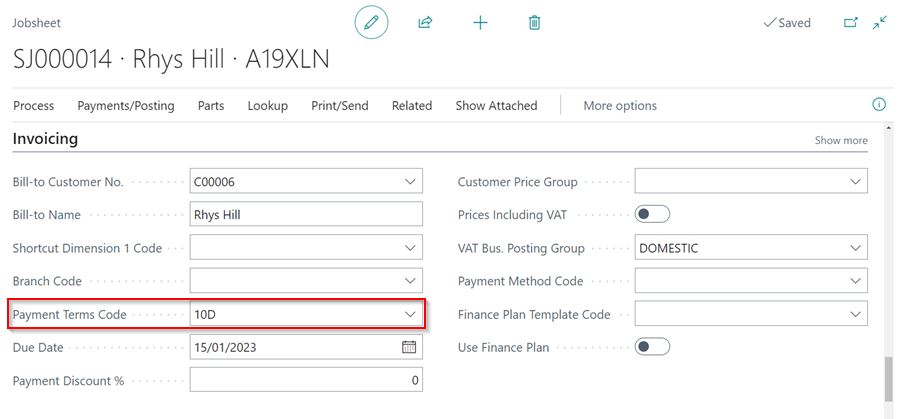 Jobsheet
Saved
SJ000014 · Rhys Hill · A19XLN
Process Payments/Posting Parts Lookup Print/Send Related Show Attached More options
Invoicing
Show more
Bill-to Customer No. C00006 Customer Price Group
Bill-to Name Rhys Hill Prices Including VAT
Shortcut Dimension 1 Code VAT Bus. Posting Group DOMESTIC
Branch Code Payment Method Code
Payment Terms Code 10D Finance Plan Template Code
Due Date 15/01/2023 Use Finance Plan
Payment Discount % 0